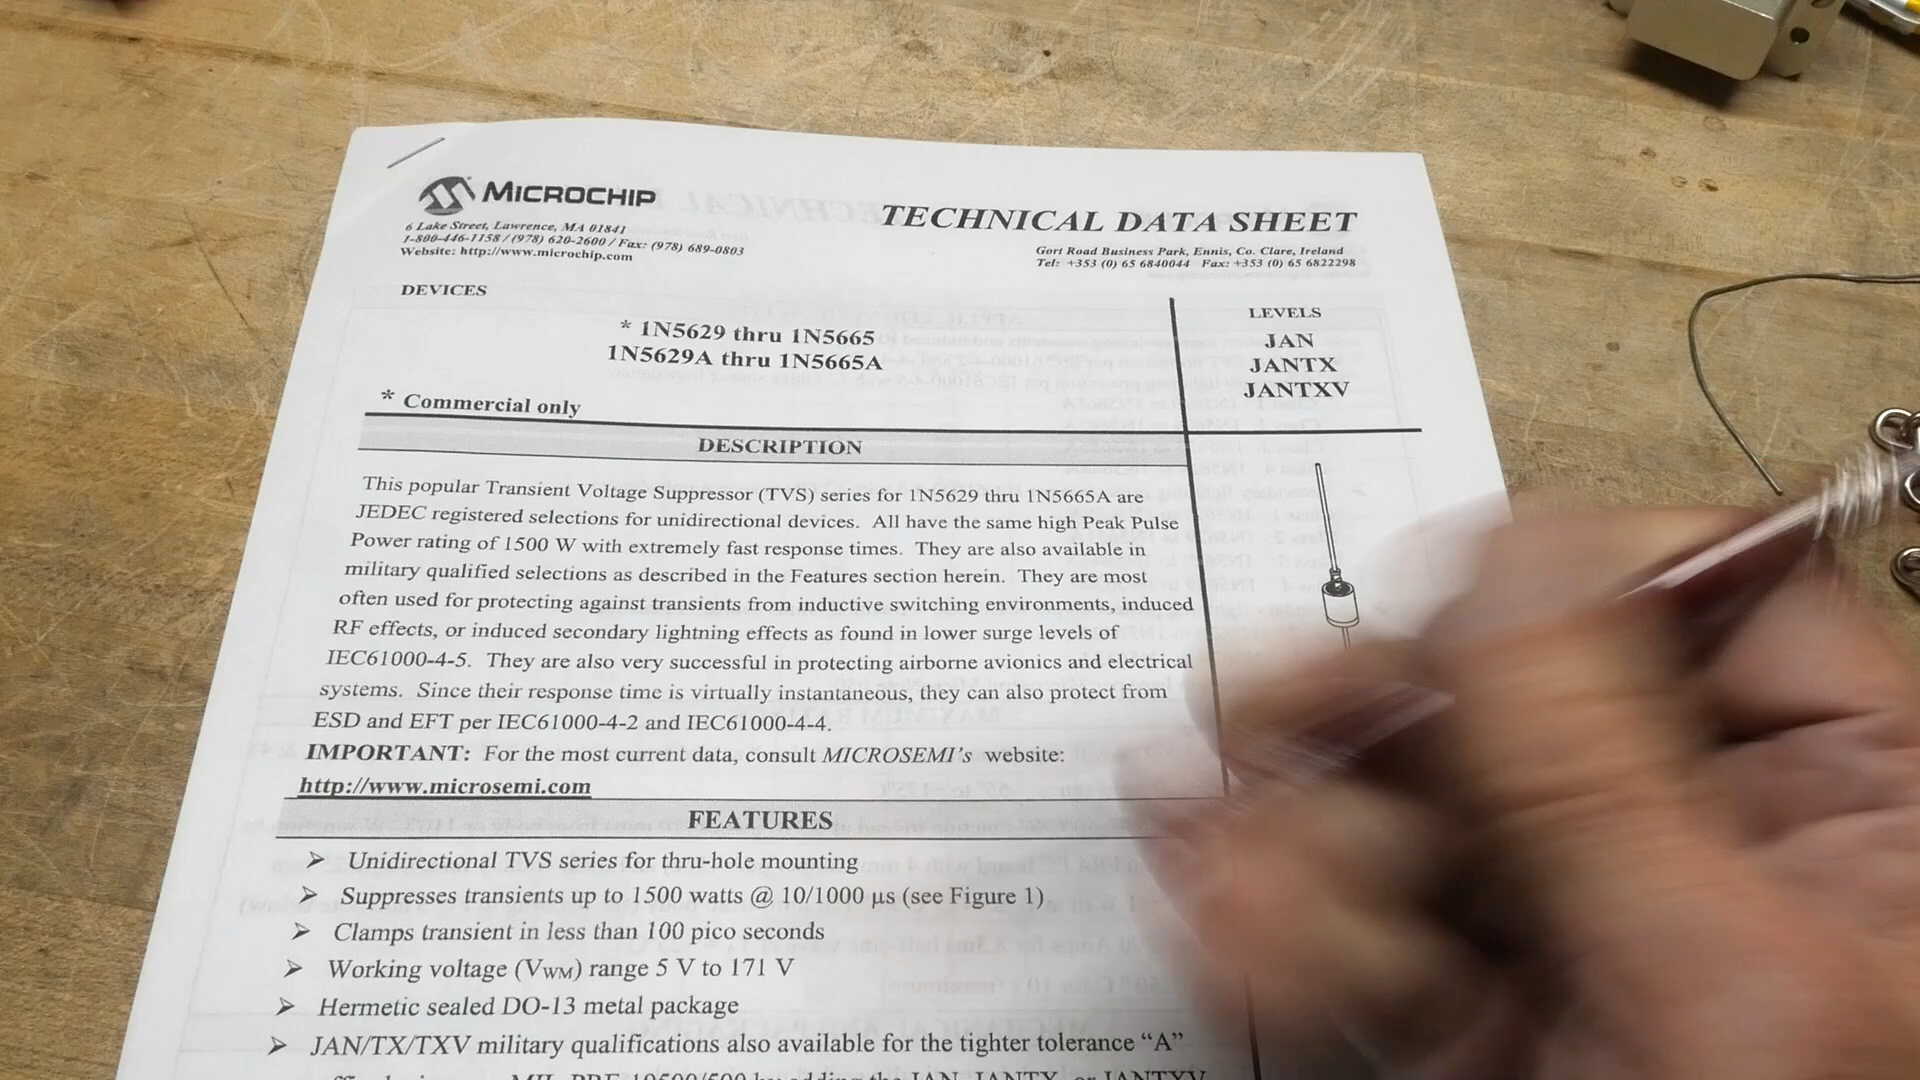 MICROCHIP
TECHNICAL DATA SHEET
6 Lake Street, Lawrence, MA 01841
1-800-446-1158 / (978) 620-2600 / Fax: (978) 689-0803
Website: http://www.microchip.com
Gort Road Business Park, Ennis, Co. Clare, Ireland
Tel: +353 (0) 65 6840044 Fax: +353 (0) 65 6822298
DEVICES
* 1N5629 thru 1N5665
1N5629A thru 1N5665A
* Commercial only
LEVELS
JAN
JANTX
JANTXV
DESCRIPTION
This popular Transient Voltage Suppressor (TVS) series for 1N5629 thru 1N5665A are
JEDEC registered selections for unidirectional devices. All have the same high Peak Pulse
Power rating of 1500 W with extremely fast response times. They are also available in
military qualified selections as described in the Features section herein. They are most
often used for protecting against transients from inductive switching environments, induced
RF effects, or induced secondary lightning effects as found in lower surge levels of
IEC61000-4-5. They are also very successful in protecting airborne avionics and electrical
systems. Since their response time is virtually instantaneous, they can also protect from
ESD and EFT per IEC61000-4-2 and IEC61000-4-4.
IMPORTANT: For the most current data, consult MICROSEMI's website:
http://www.microsemi.com
FEATURES
➢ Unidirectional TVS series for thru-hole mounting
➢ Suppresses transients up to 1500 watts @ 10/1000 µs (see Figure 1)
➢ Clamps transient in less than 100 pico seconds
➢ Working voltage (VWM) range 5 V to 171 V
➢ Hermetic sealed DO-13 metal package
➢ JAN/TX/TXV military qualifications also available for the tighter tolerance “A”